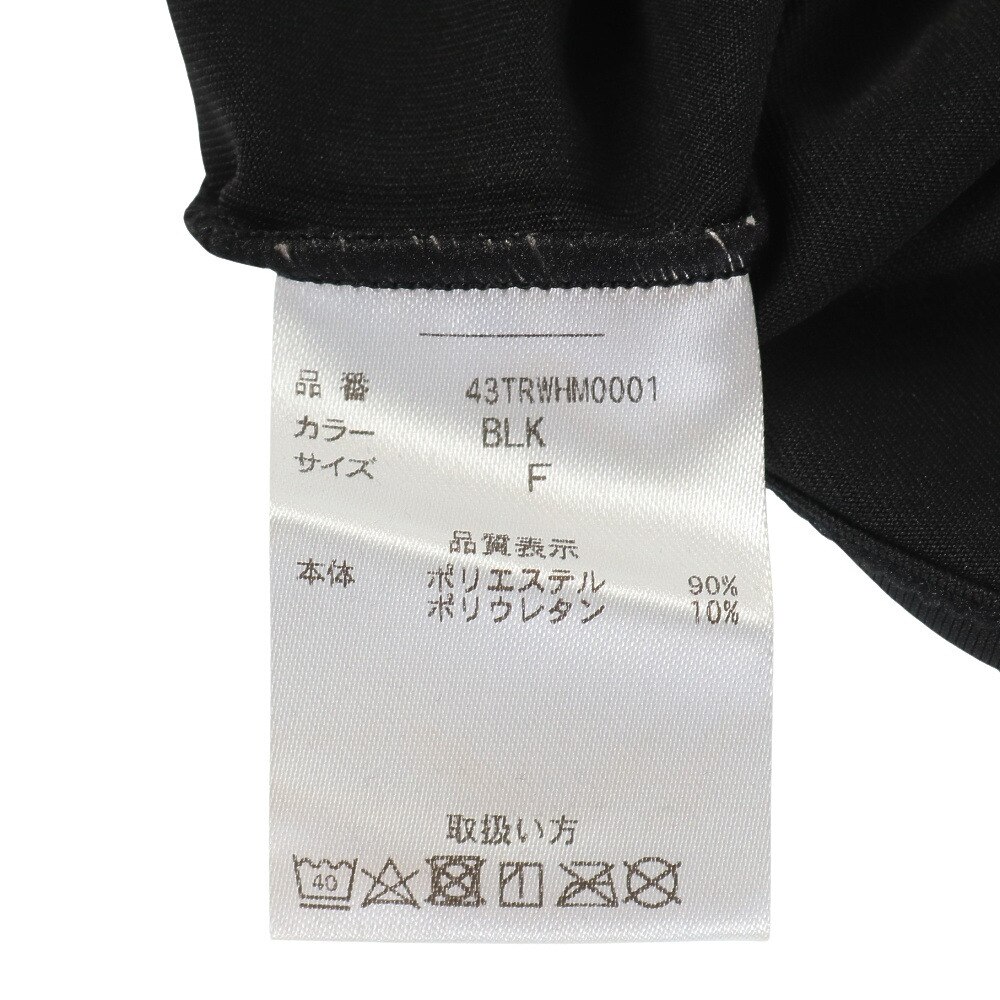 品番 43TRWHM0001
カラー BLK
サイズ F
品質表示
本体 ポリエステル 90%
ポリウレタン 10%
取扱い方
40